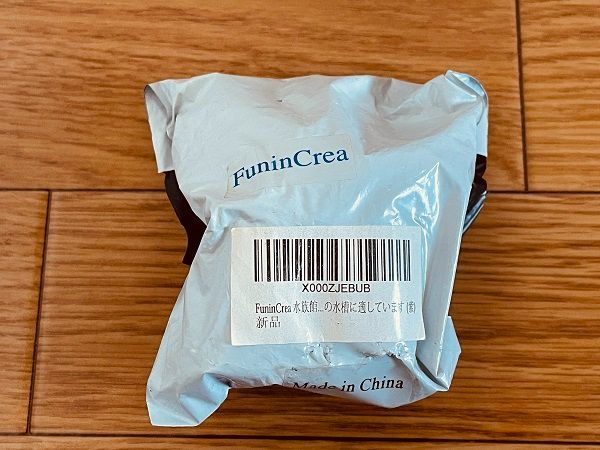 FuninCrea
X000ZJEBUB
FuninCrea 水族館...の水槽に適しています (紫)
新品
Made in China